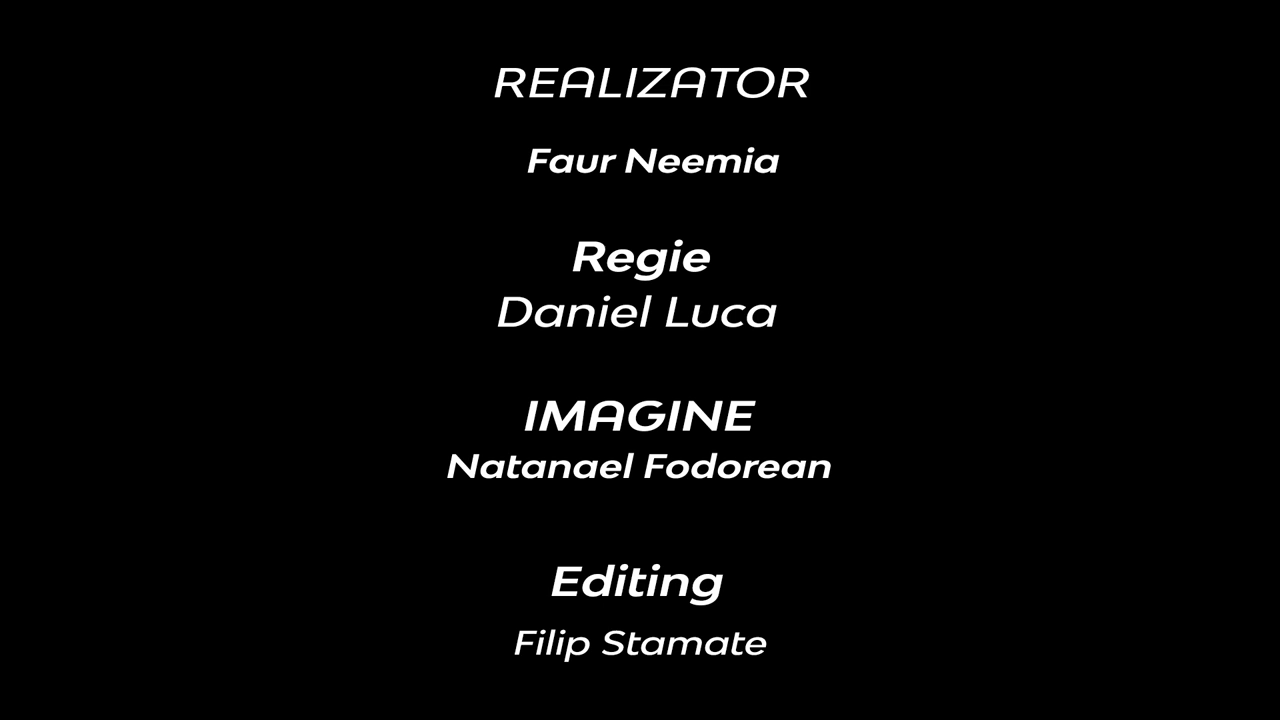 REALIZATOR
Faur Neemia
Regie
Daniel Luca
IMAGINE
Natanael Fodorean
Editing
Filip Stamate